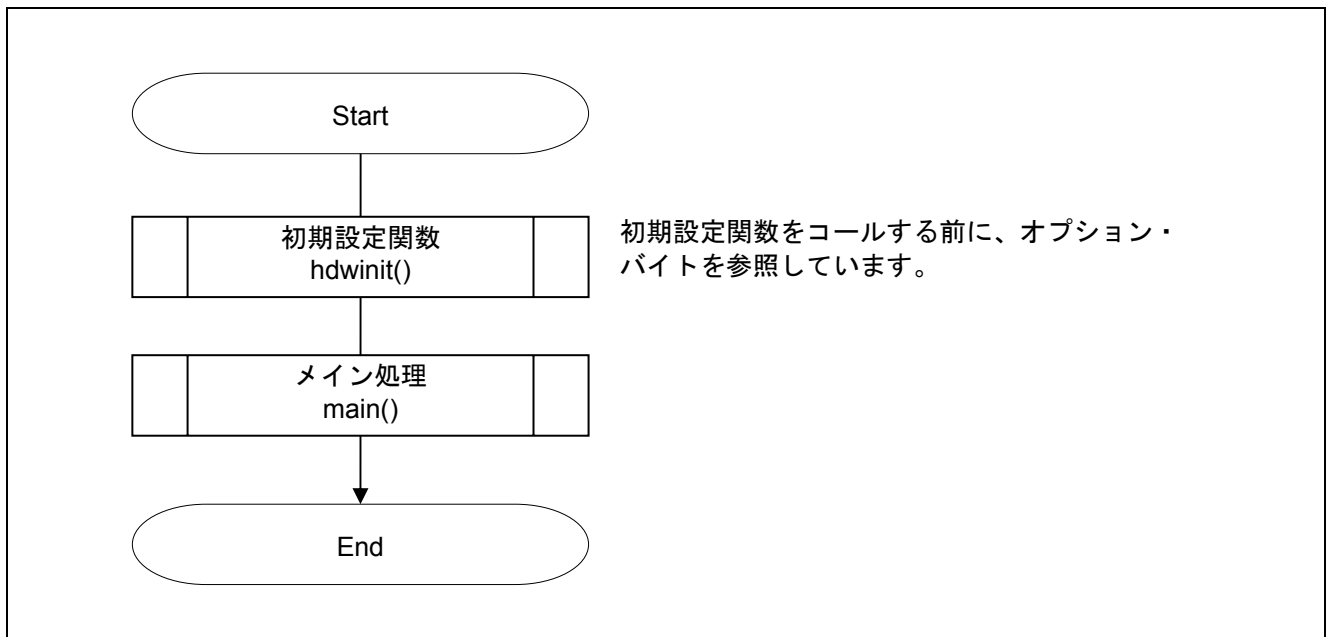 Start
初期設定関数
hdwinit()
初期設定関数をコールする前に、オプション・
バイトを参照しています。
メイン処理
main()
End